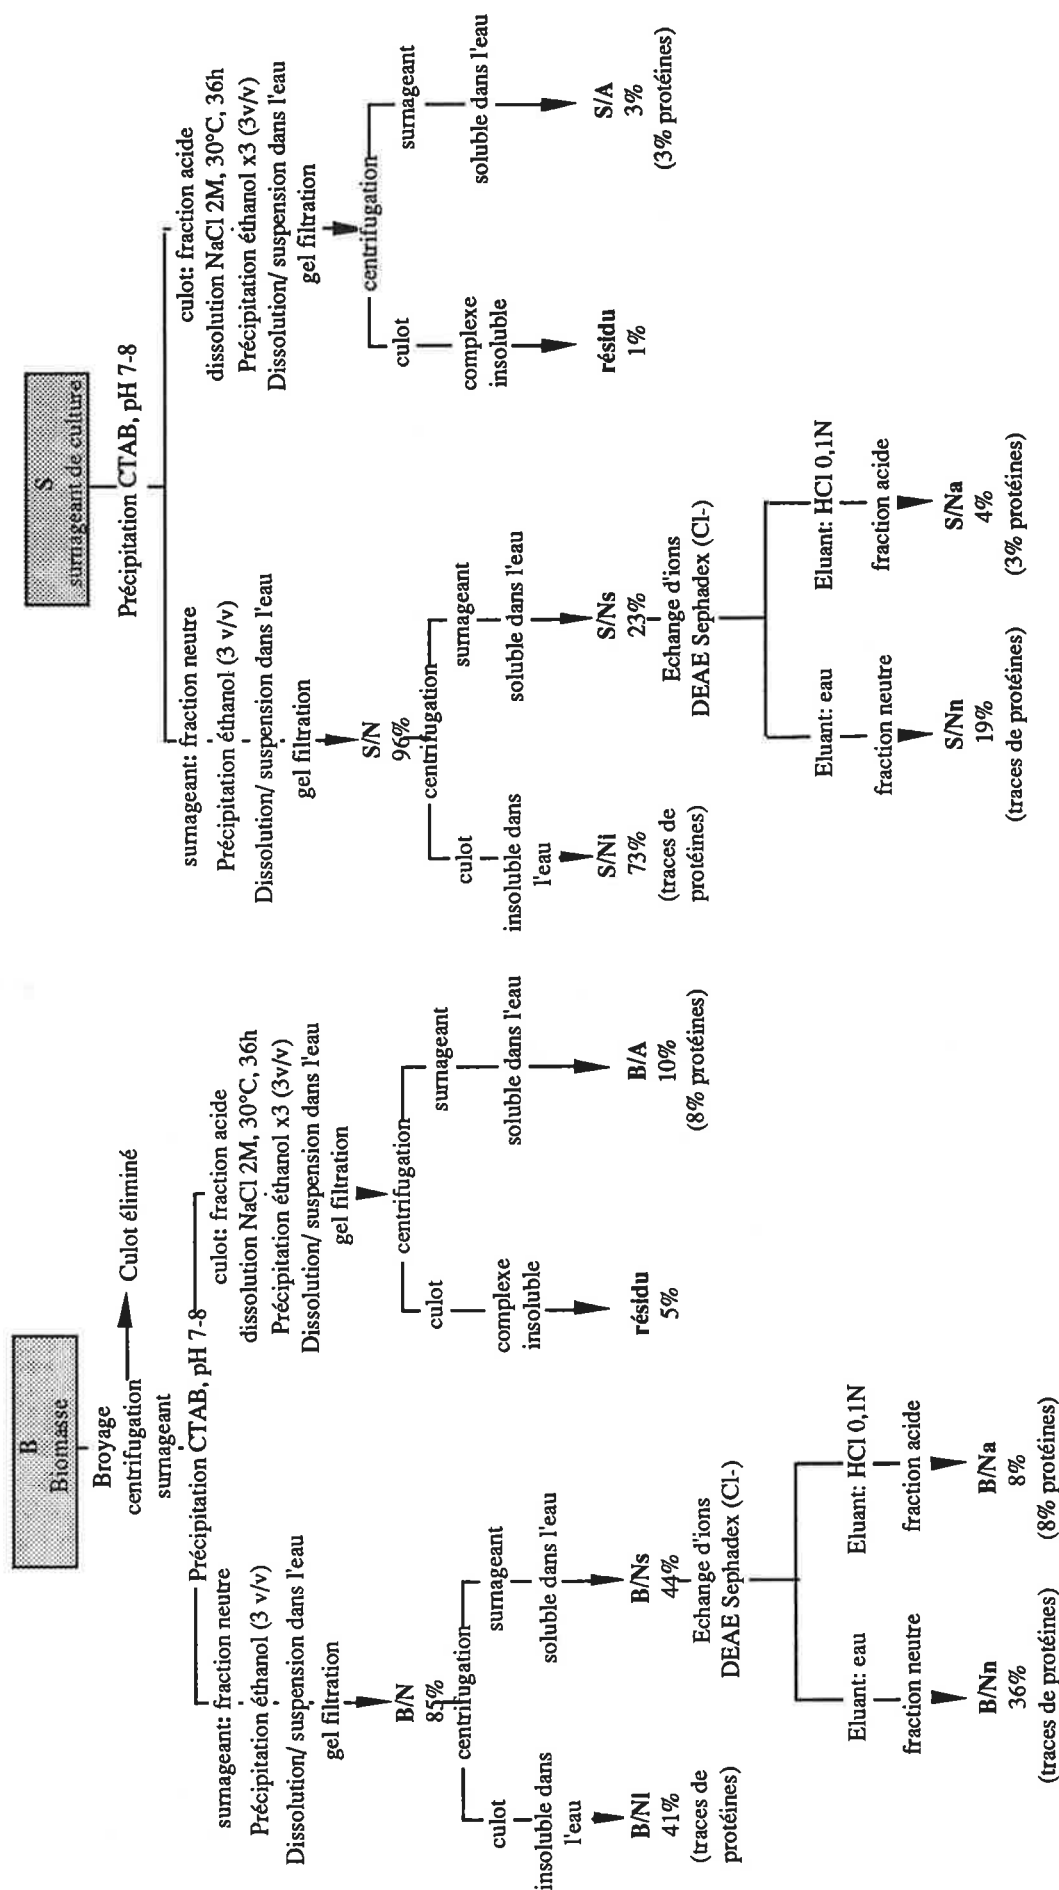 B
Biomasse
Broyage
centrifugation
Culot éliminé
surnageant
Précipitation CTAB, pH 7-8
surnageant: fraction neutre
Précipitation éthanol (3 v/v)
Dissolution/ suspension dans l'eau
gel filtration
B/N
85%
centrifugation
culot
insoluble dans
l'eau
B/NI
41%
(traces de
protéines)
surnageant
soluble dans l'eau
B/Ns
44%
Echange d'ions
DEAE Sephadex (Cl-)
Eluant: eau
fraction neutre
B/Nn
36%
(traces de protéines)
Eluant: HCl 0,1N
fraction acide
B/Na
8%
(8% protéines)
culot: fraction acide
dissolution NaCl 2M, 30°C, 36h
Précipitation éthanol x3 (3v/v)
Dissolution/ suspension dans l'eau
gel filtration
centrifugation
culot
complexe
insoluble
résidu
5%
surnageant
soluble dans l'eau
B/A
10%
(8% protéines)
S
surnageant de culture
Précipitation CTAB, pH 7-8
surnageant: fraction neutre
Précipitation éthanol (3 v/v)
Dissolution/ suspension dans l'eau
gel filtration
S/N
96%
centrifugation
culot
insoluble dans
l'eau
S/Ni
73%
(traces de
protéines)
surnageant
soluble dans l'eau
S/Ns
23%
Echange d'ions
DEAE Sephadex (Cl-)
Eluant: eau
fraction neutre
S/Nn
19%
(traces de protéines)
Eluant: HCl 0,1N
fraction acide
S/Na
4%
(3% protéines)
culot: fraction acide
dissolution NaCl 2M, 30°C, 36h
Précipitation éthanol x3 (3v/v)
Dissolution/ suspension dans l'eau
gel filtration
centrifugation
culot
complexe
insoluble
résidu
1%
surnageant
soluble dans l'eau
S/A
3%
(3% protéines)